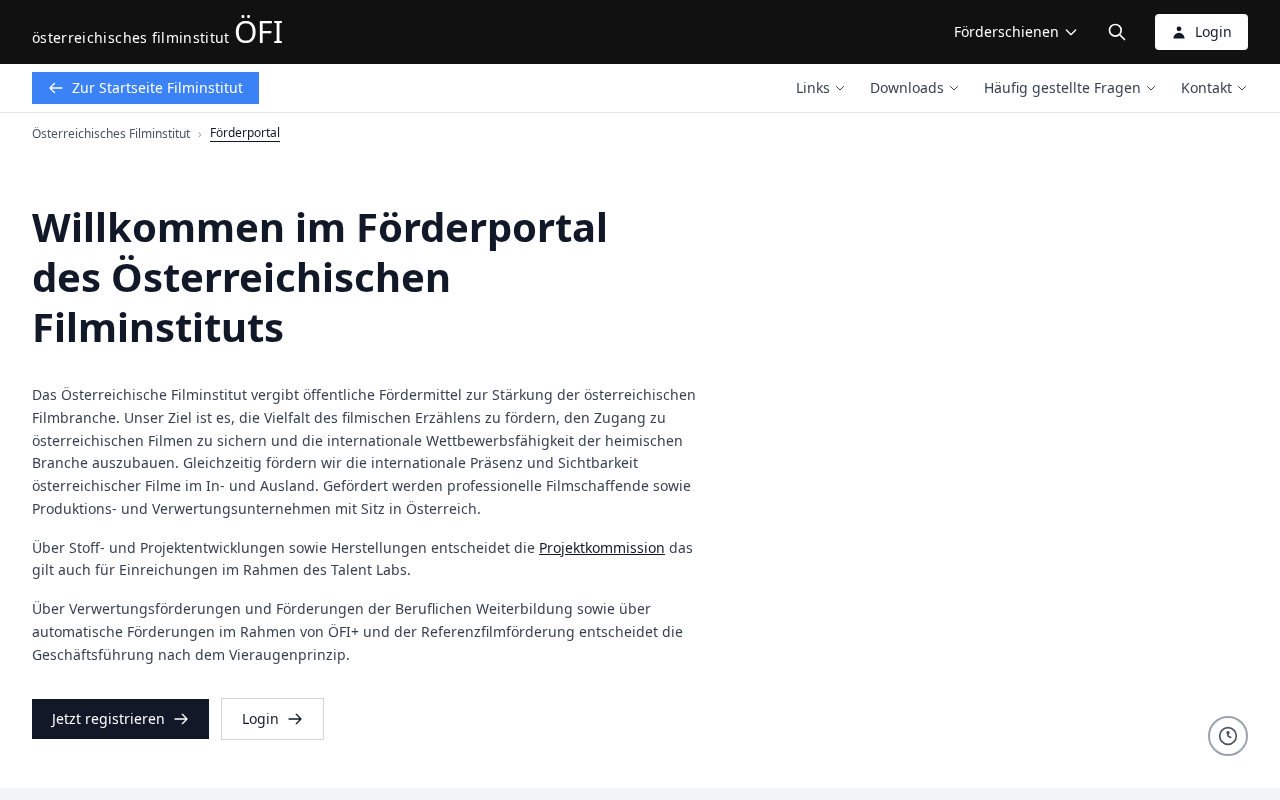 österreichisches filminstitut ÖFI
Förderschienen
Login
Zur Startseite Filminstitut
Links
Downloads
Häufig gestellte Fragen
Kontakt
Österreichisches Filminstitut › Förderportal
Willkommen im Förderportal
des Österreichischen
Filminstituts
Das Österreichische Filminstitut vergibt öffentliche Fördermittel zur Stärkung der österreichischen
Filmbranche. Unser Ziel ist es, die Vielfalt des filmischen Erzählens zu fördern, den Zugang zu
österreichischen Filmen zu sichern und die internationale Wettbewerbsfähigkeit der heimischen
Branche auszubauen. Gleichzeitig fördern wir die internationale Präsenz und Sichtbarkeit
österreichischer Filme im In- und Ausland. Gefördert werden professionelle Filmschaffende sowie
Produktions- und Verwertungsunternehmen mit Sitz in Österreich.
Über Stoff- und Projektentwicklungen sowie Herstellungen entscheidet die Projektkommission das
gilt auch für Einreichungen im Rahmen des Talent Labs.
Über Verwertungsförderungen und Förderungen der Beruflichen Weiterbildung sowie über
automatische Förderungen im Rahmen von ÖFI+ und der Referenzfilmförderung entscheidet die
Geschäftsführung nach dem Vieraugenprinzip.
Jetzt registrieren
Login